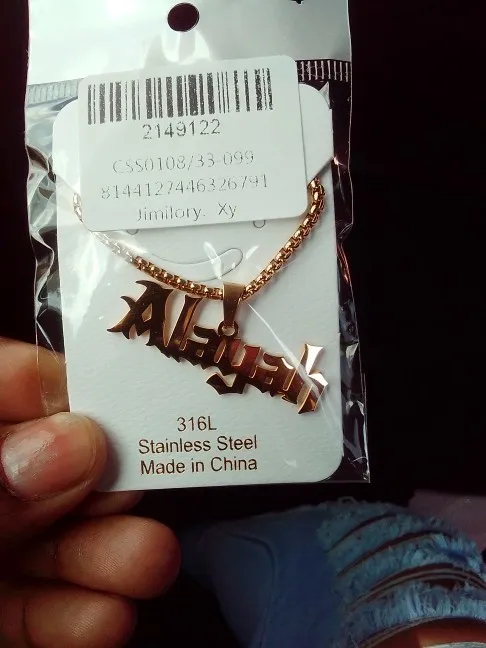 2149122
CSS0108/33-099
8144127446326791
Jimilory. Xy
Alayah
316L
Stainless Steel
Made in China